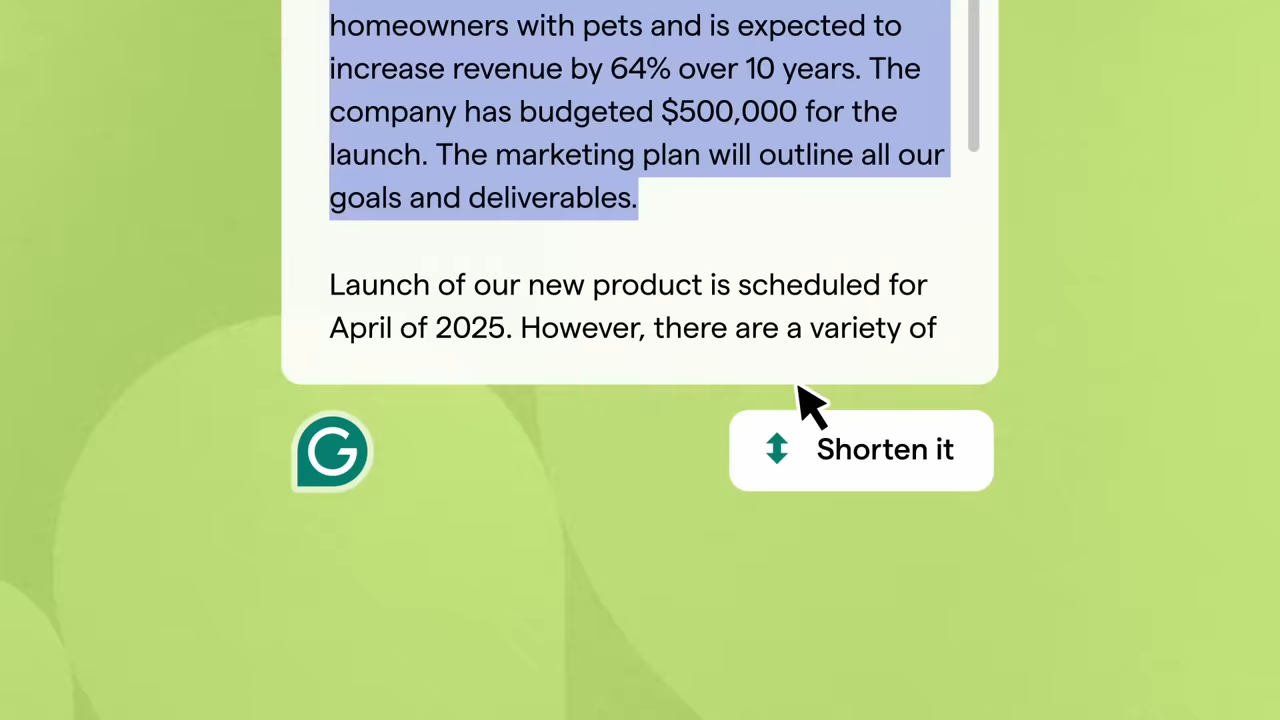 homeowners with pets and is expected to
increase revenue by 64% over 10 years. The
company has budgeted $500,000 for the
launch. The marketing plan will outline all our
goals and deliverables.
Launch of our new product is scheduled for
April of 2025. However, there are a variety of
G
Shorten it